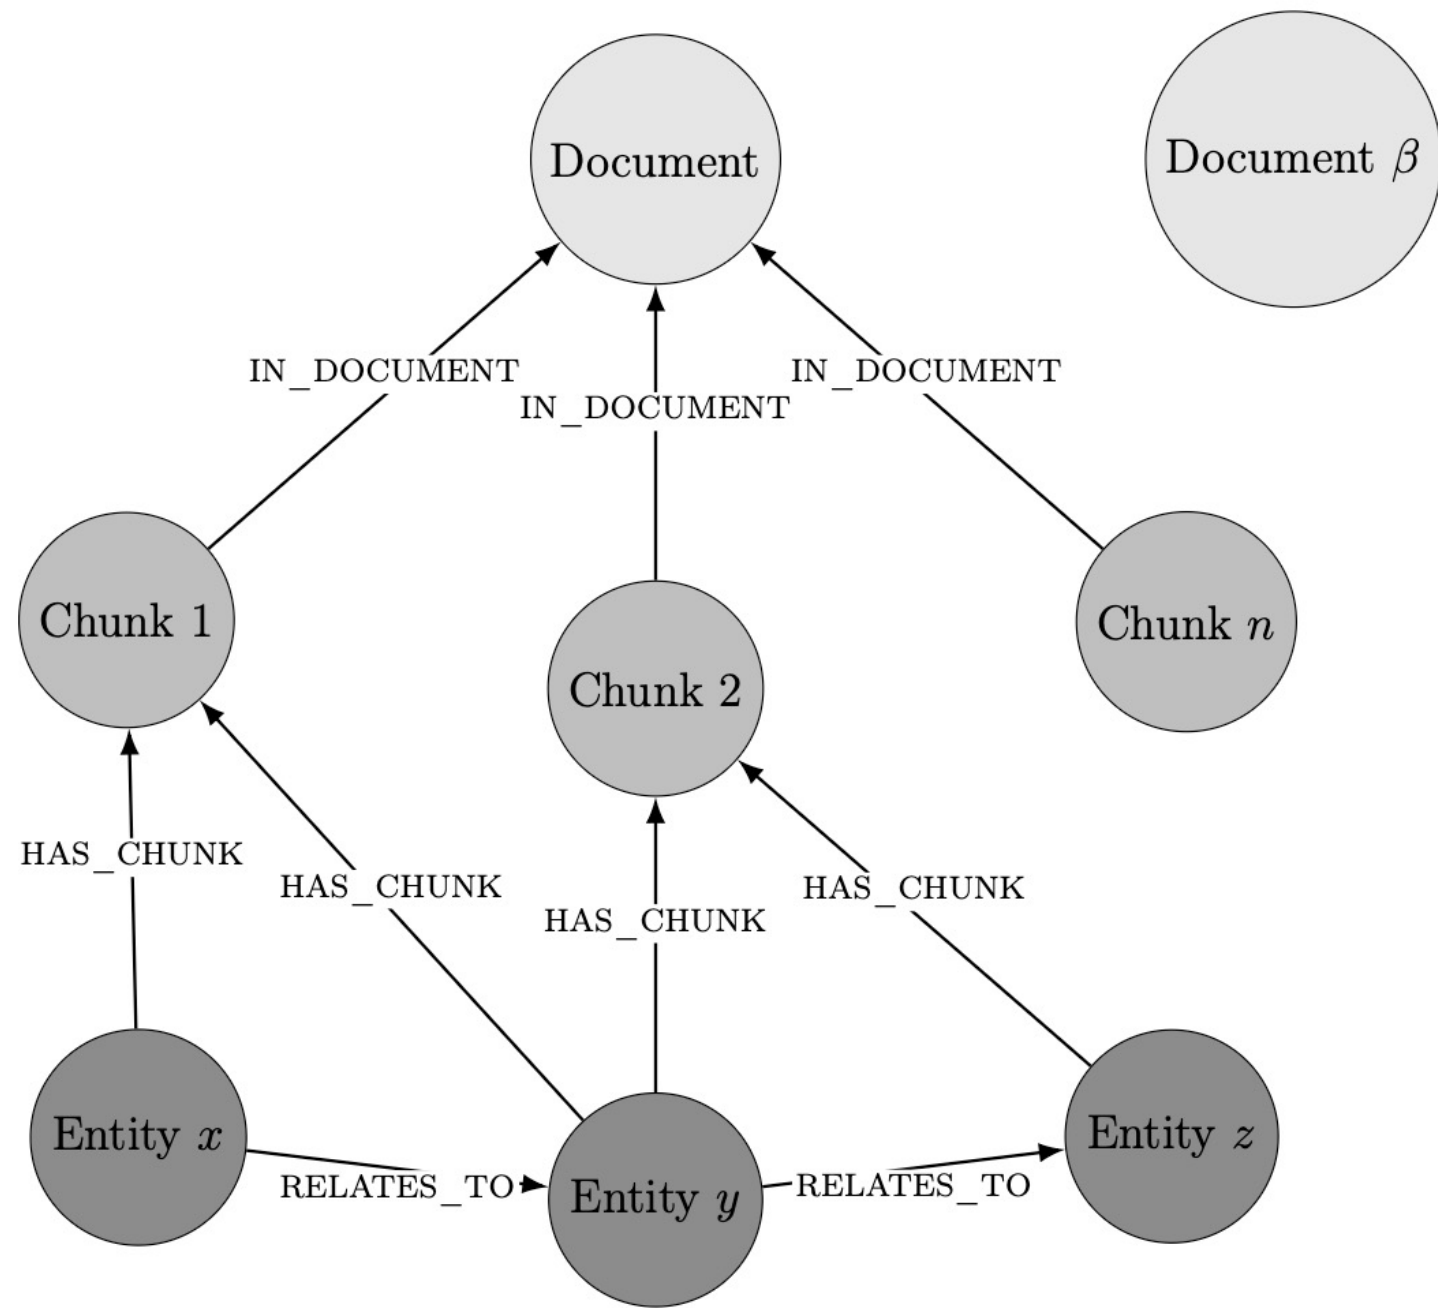 Document
Document β
IN_DOCUMENT
IN_DOCUMENT
IN_DOCUMENT
Chunk 1
Chunk 2
Chunk n
HAS_CHUNK
HAS_CHUNK
HAS_CHUNK
HAS_CHUNK
Entity x
RELATES_TO
Entity y
RELATES_TO
Entity z